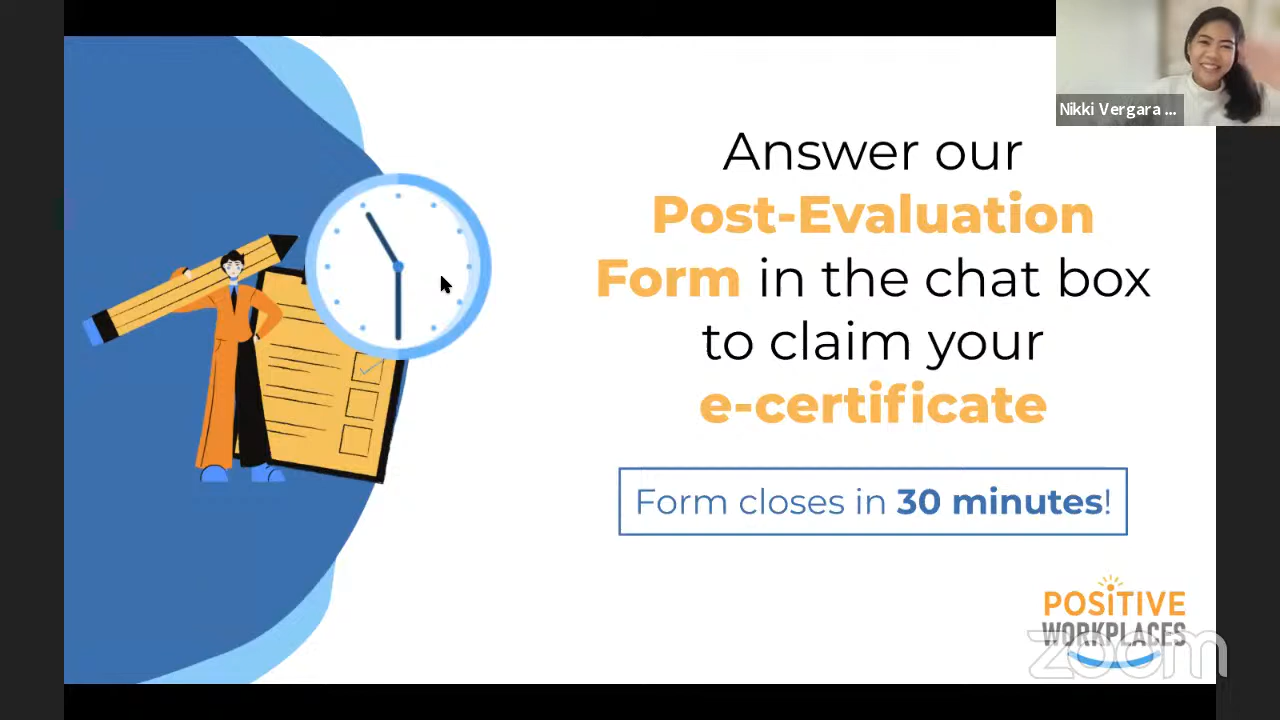 Nikki Vergara ...
Answer our
Post-Evaluation
Form in the chat box
to claim your
e-certificate
Form closes in 30 minutes!
POSITIVE
WORKPLACES
zoom